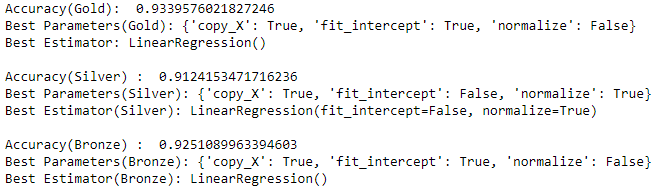 Accuracy(Gold):  0.9339576021827246
Best Parameters(Gold): {'copy_X': True, 'fit_intercept': True, 'normalize': False}
Best Estimator: LinearRegression()

Accuracy(Silver) :  0.9124153471716236
Best Parameters(Silver): {'copy_X': True, 'fit_intercept': False, 'normalize': True}
Best Estimator(Silver): LinearRegression(fit_intercept=False, normalize=True)

Accuracy(Bronze) :  0.9251089963394603
Best Parameters(Bronze): {'copy_X': True, 'fit_intercept': True, 'normalize': False}
Best Estimator(Bronze): LinearRegression()